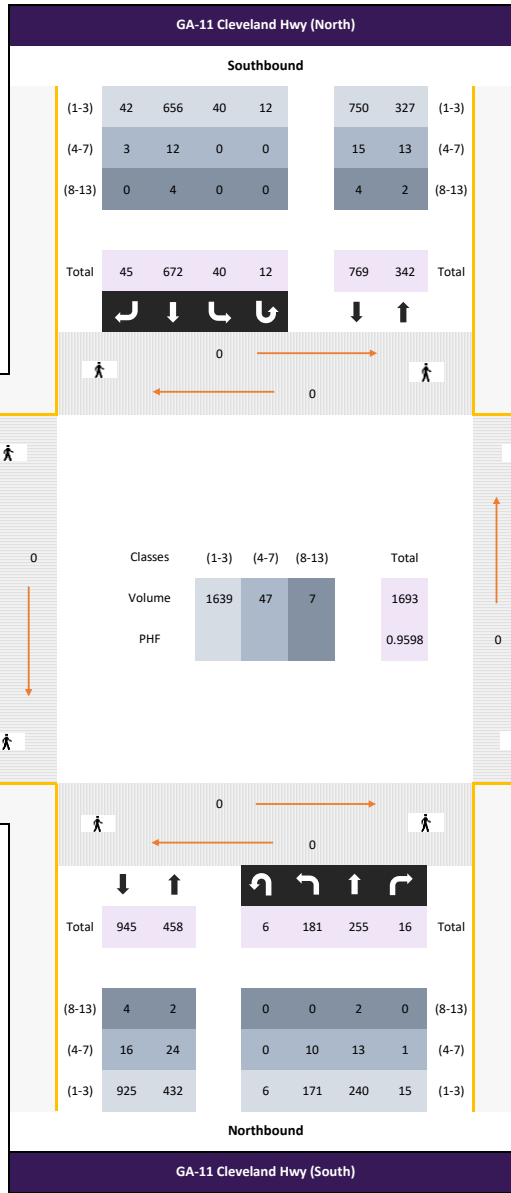 GA-11 Cleveland Hwy (North)
Southbound
(1-3) 42 656 40 12 750 327 (1-3)
(4-7) 3 12 0 0 15 13 (4-7)
(8-13) 0 4 0 0 4 2 (8-13)
Total 45 672 40 12 769 342 Total
0
0
0
Classes (1-3) (4-7) (8-13) Total
Volume 1639 47 7 1693
PHF 0.9598
0
0
0
Total 945 458 6 181 255 16 Total
(8-13) 4 2 0 0 2 0 (8-13)
(4-7) 16 24 0 10 13 1 (4-7)
(1-3) 925 432 6 171 240 15 (1-3)
Northbound
GA-11 Cleveland Hwy (South)